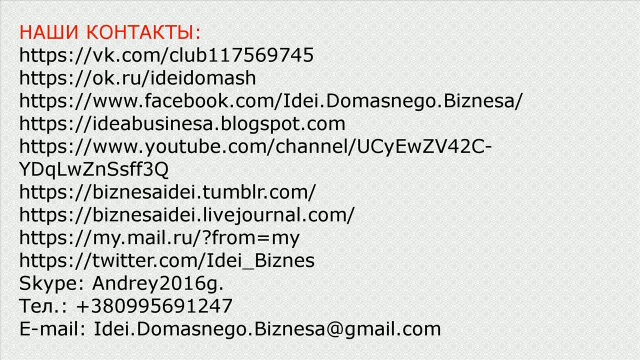 НАШИ КОНТАКТЫ:
https://vk.com/club117569745
https://ok.ru/ideidomash
https://www.facebook.com/Idei.Domasnego.Biznesa/
https://ideabusinesa.blogspot.com
https://www.youtube.com/channel/UCyEwZV42C-
YDqLwZnSsff3Q
https://biznesaidei.tumblr.com/
https://biznesaidei.livejournal.com/
https://my.mail.ru/?from=my
https://twitter.com/Idei_Biznes
Skype: Andrey2016g.
Тел.: +380995691247
E-mail: Idei.Domasnego.Biznesa@gmail.com